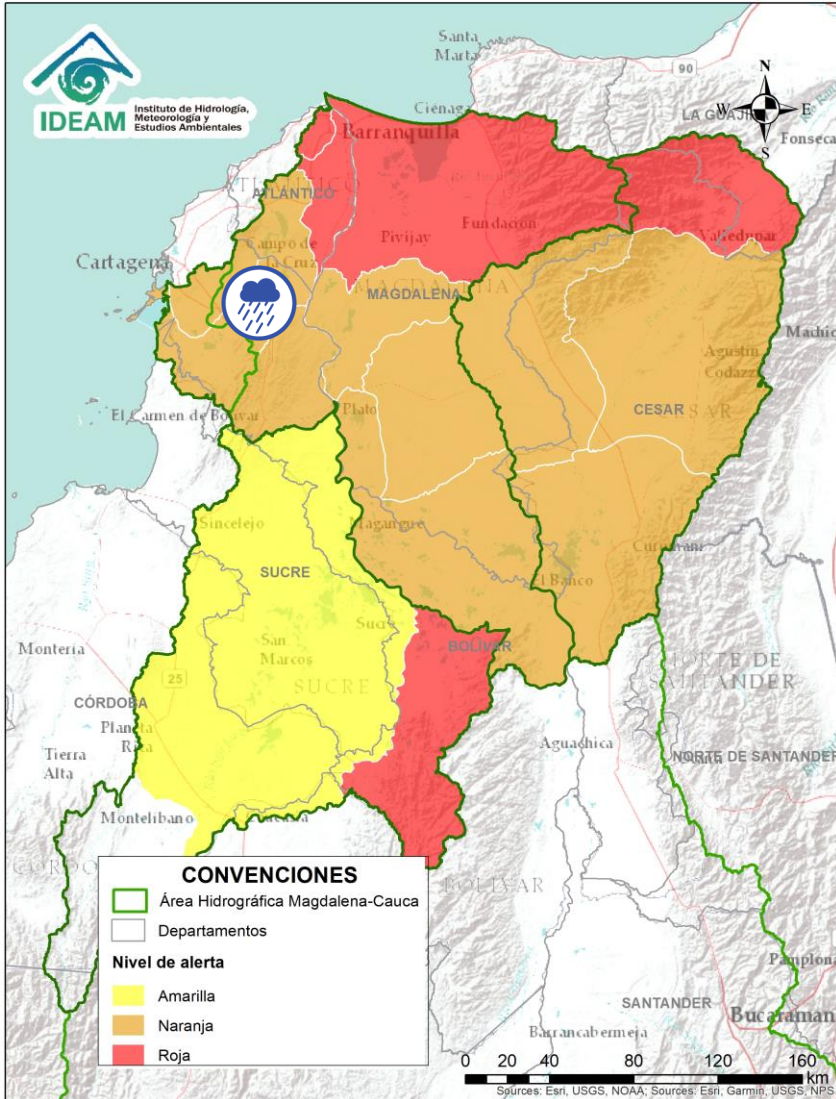 IDEAM
Instituto de Hidrología,
Meteorología y
Estudios Ambientales
Santa
Marta
90
N
W
E
S
Ciénaga
LA GUAJIR
Fonseca
Barranquilla
ATLÁNTICO
Fundación
Pivijay
Valledupar
Campo de
la Cruz
Cartagena
MAGDALENA
Agustín
Codazzi
CESAR
El Carmen de Bolívar
Plato
Sincelejo
Magangué
Curumaní
El Banco
SUCRE
Sucre
San
Marcos
SUCRE
BOLÍVAR
Montería
25
NORTE DE
SANTANDER
CÓRDOBA
Planeta
Rica
Aguachica
NORTE DE SANTANDER
Tierra
Alta
Montelíbano
BOLÍVAR
CONVENCIONES
Área Hidrográfica Magdalena-Cauca
Departamentos
Nivel de alerta
Amarilla
Naranja
Roja
Pamplona
SANTANDER
Bucaraman
Barrancabermeja
0 20 40 80 120 160
km
Sources: Esri, USGS, NOAA; Sources: Esri, Garmin, USGS, NPS